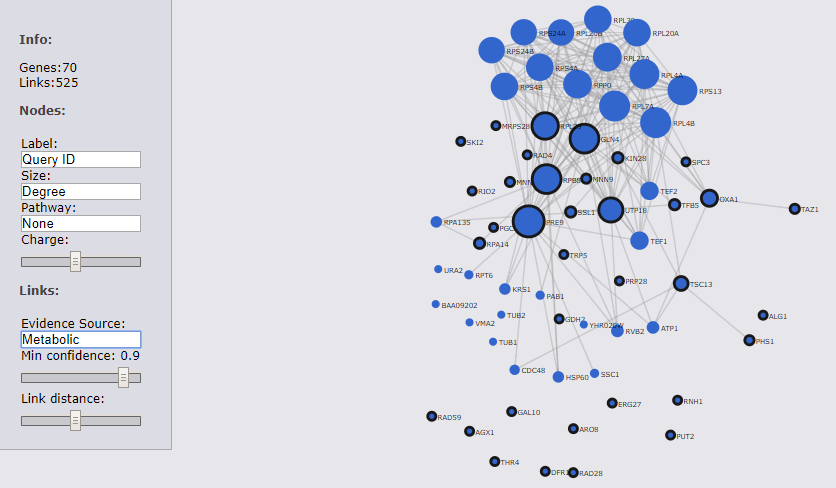 Info:
Genes:70
Links:525
Nodes:
Label:
Query ID
Size:
Degree
Pathway:
None
Charge:
Links:
Evidence Source:
Metabolic
Min confidence: 0.9
Link distance:
RPS24A
RPL20B
RPL20A
RPS24B
RPS4A
RPL27A
RPS4B
RPP0
RPL4A
RPS13
RPL7A
RPL4B
MRPS28
GLN4
SKI2
RAD4
KIN28
SPC3
RPB8
MNN9
RIO2
TEF2
OXA1
TFB5
TAZ1
SSL1
UTP18
RPA135
PRE9
RPA14
TEF1
TRP5
URA2
RPT6
PRP28
TSC13
KRS1
PAB1
BAA09202
TUB2
GDH2
YHR020W
ALG1
VMA2
RVB2
ATP1
TUB1
PHS1
CDC48
HSP60
SSC1
ERG27
RNH1
GAL10
RAD59
AGX1
ARO8
PUT2
THR4
RAD28